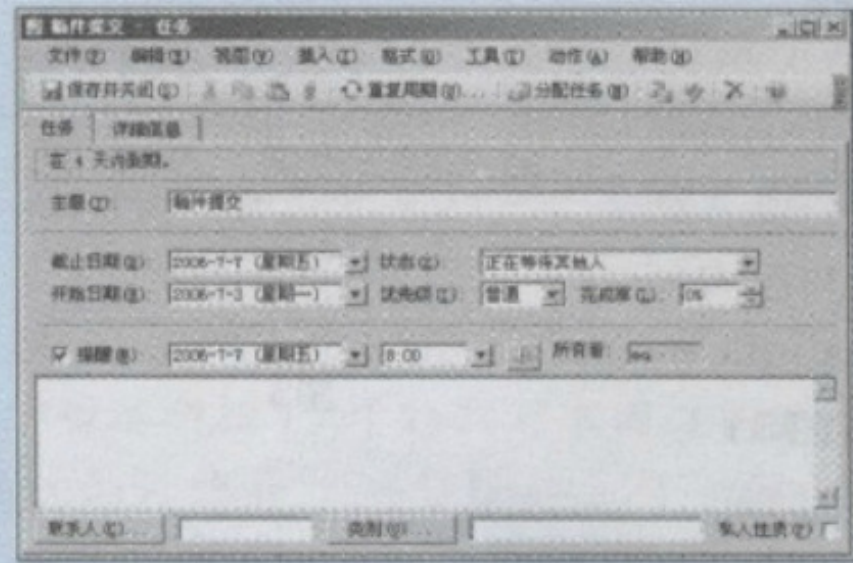 稿件提交 - 任务
文件(F) 编辑(E) 视图(V) 插入(I) 格式(O) 工具(T) 动作(A) 帮助(H)
保存并关闭(S) 重复周期(U)... 分配任务(N)
任务 详细信息
在 4 天内到期。
主题(J): 稿件提交
截止日期(D): 2006-7-7 (星期五) 状态(U): 正在等待其他人
开始日期(R): 2006-7-3 (星期一) 优先级(I): 普通 完成率(L): 0%
提醒(R) 2006-7-7 (星期五) 8:00 所有者:
联系人(C)... 类别(G)... 私人性质(P)